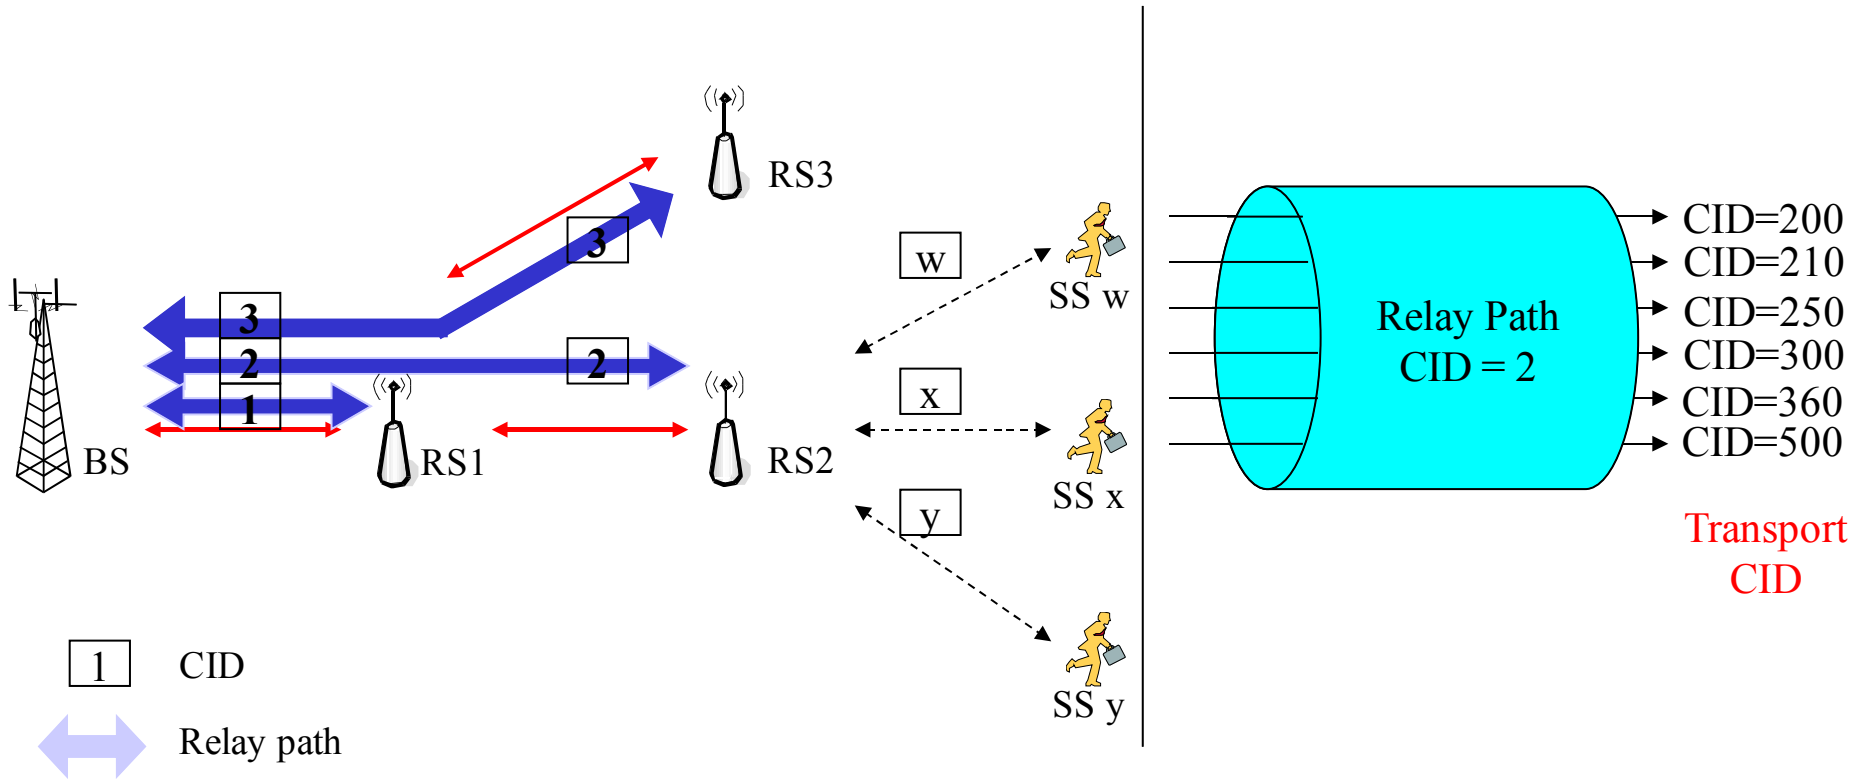 RS3
3
w
SS w
3
2
2
1
BS
RS1
RS2
x
SS x
y
SS y
1 CID
Relay path
Relay Path
CID = 2
CID=200
CID=210
CID=250
CID=300
CID=360
CID=500
Transport
CID